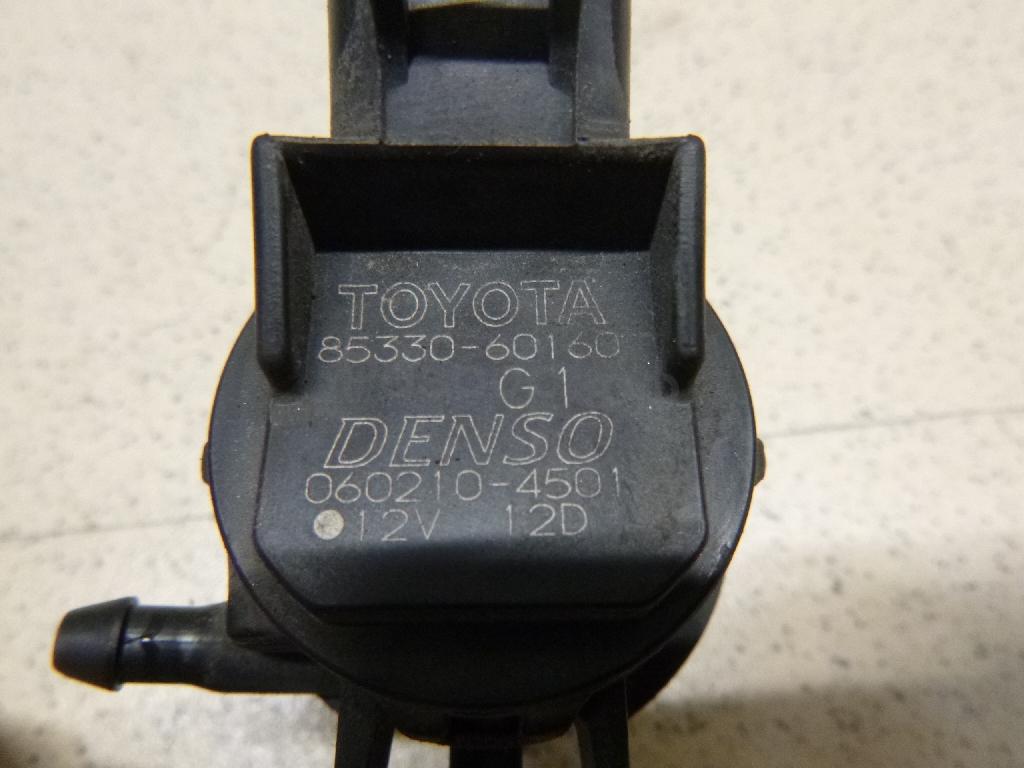 TOYOTA
85330-60160
G1
DENSO
060210-4501
12V 12D